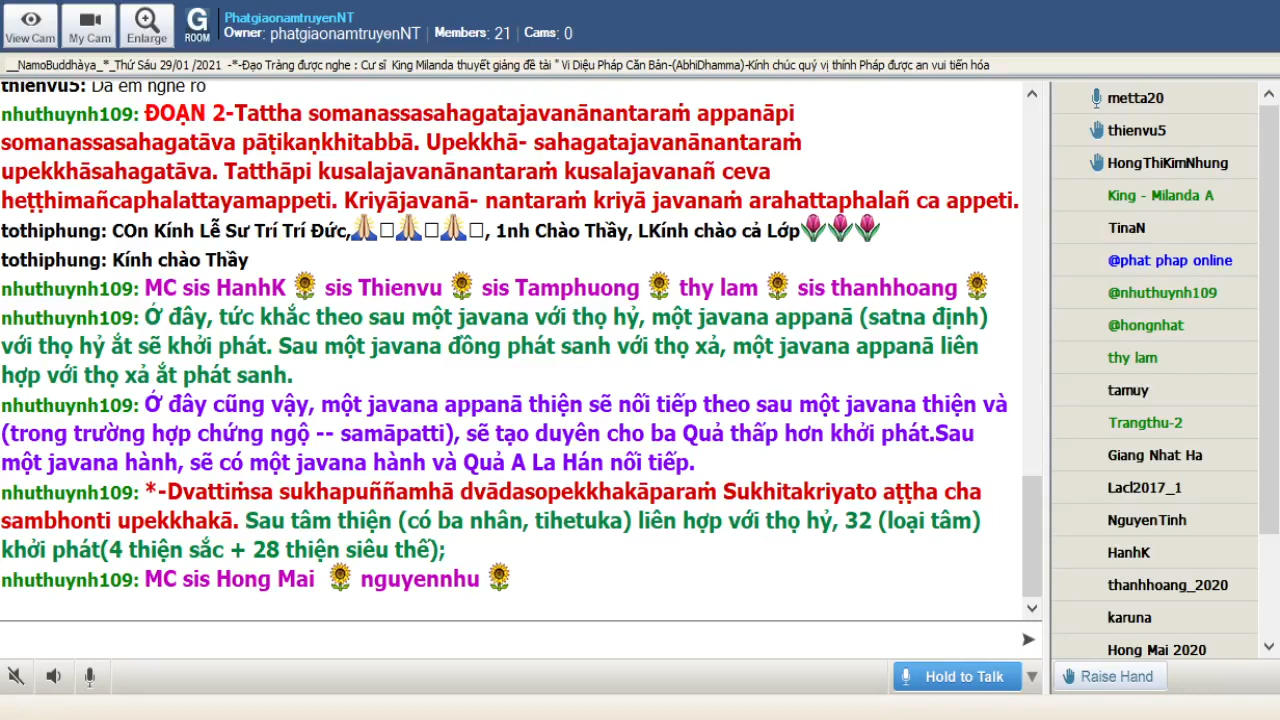 View Cam
My Cam
Enlarge
G
ROOM
PhatgiaonamtruyenNT
Owner: phatgiaonamtruyenNT | Members: 21 | Cams: 0
__NamoBuddhàya_*_Thứ Sáu 29/01 /2021 -*-Đạo Tràng được nghe : Cư sĩ King Milanda thuyết giảng đề tài " Vi Diệu Pháp Căn Bản-(AbhiDhamma)-Kính chúc quý vị thính Pháp được an vui tiến hóa
thienvu5: Da em nghe ro
nhuthuynh109: ĐOẠN 2-Tattha somanassasahagatajavanānantaraṁ appanāpi
somanassasahagatāva pāṭikaṇkhitabbā. Upekkhā- sahagatajavanānantaraṁ
upekkhāsahagatāva. Tatthāpi kusalajavanānantaraṁ kusalajavanañ ceva
heṭṭhimañcaphalattayamappeti. Kriyājavanā- nantaraṁ kriyā javanaṁ arahattaphalañ ca appeti.
tothiphung: COn Kính Lễ Sư Trí Trí Đức,🙏🏻□🙏🏻□🙏🏻□, 1nh Chào Thầy, LKính chào cả Lớp🌷🌷🌷
tothiphung: Kính chào Thầy
nhuthuynh109: MC sis HanhK 🌻 sis Thienvu 🌻 sis Tamphuong 🌻 thy lam 🌻 sis thanhhoang 🌻
nhuthuynh109: Ở đây, tức khắc theo sau một javana với thọ hỷ, một javana appanā (satna định)
với thọ hỷ ắt sẽ khởi phát. Sau một javana đồng phát sanh với thọ xả, một javana appanā liên
hợp với thọ xả ắt phát sanh.
nhuthuynh109: Ở đây cũng vậy, một javana appanā thiện sẽ nối tiếp theo sau một javana thiện và
(trong trường hợp chứng ngộ -- samāpatti), sẽ tạo duyên cho ba Quả thấp hơn khởi phát.Sau
một javana hành, sẽ có một javana hành và Quả A La Hán nối tiếp.
nhuthuynh109: *-Dvattiṁsa sukhapuññamhā dvādasopekkhakāparaṁ Sukhitakriyato aṭṭha cha
sambhonti upekkhakā. Sau tâm thiện (có ba nhân, tihetuka) liên hợp với thọ hỷ, 32 (loại tâm)
khởi phát(4 thiện sắc + 28 thiện siêu thế);
nhuthuynh109: MC sis Hong Mai 🌻 nguyennhu 🌻
metta20
thienvu5
HongThiKimNhung
King - Milanda A
TinaN
@phat phap online
@nhuthuynh109
@hongnhat
thy lam
tamuy
Trangthu-2
Giang Nhat Ha
Lacl2017_1
NguyenTinh
HanhK
thanhhoang_2020
karuna
Hong Mai 2020
Hold to Talk
Raise Hand